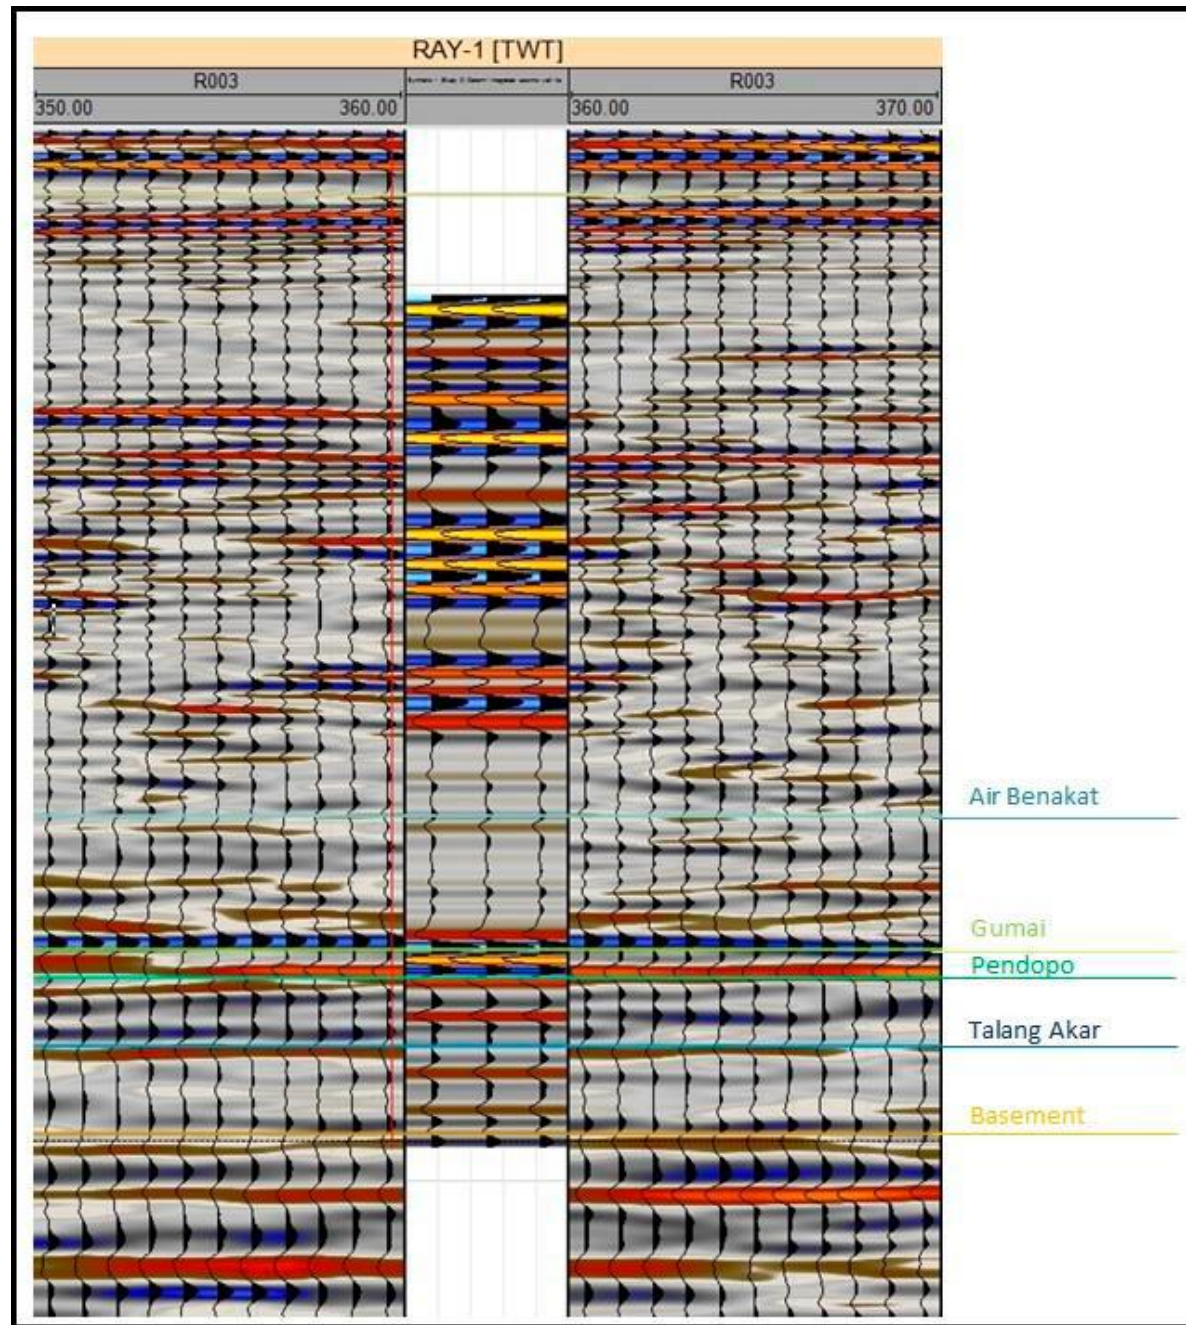 RAY-1 [TWT]
R003
R003
350.00 360.00 360.00 370.00
Air Benakat
Gumai
Pendopo
Talang Akar
Basement